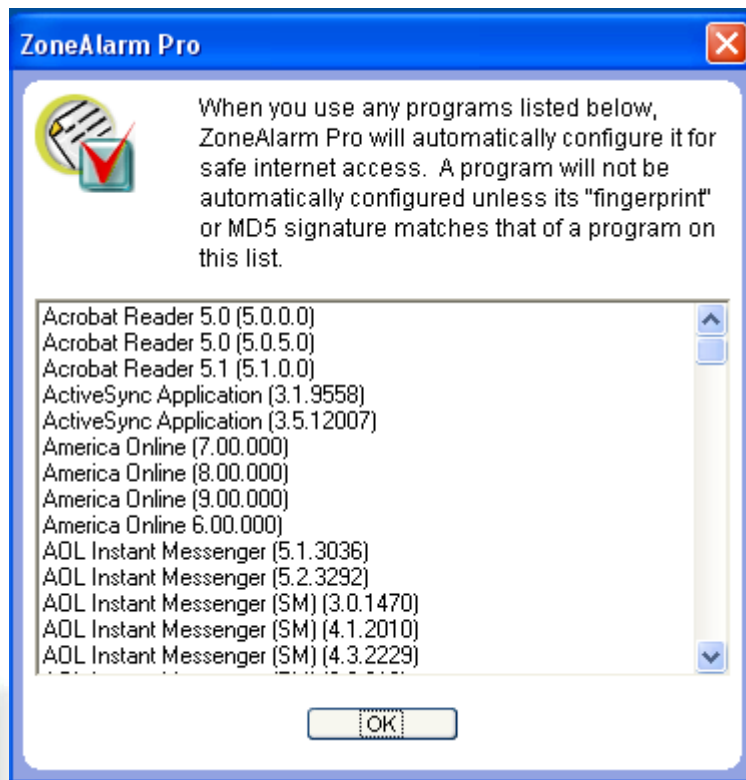 ZoneAlarm Pro
When you use any programs listed below,
ZoneAlarm Pro will automatically configure it for
safe internet access.  A program will not be
automatically configured unless its "fingerprint"
or MD5 signature matches that of a program on
this list.
Acrobat Reader 5.0 (5.0.0.0)
Acrobat Reader 5.0 (5.0.5.0)
Acrobat Reader 5.1 (5.1.0.0)
ActiveSync Application (3.1.9558)
ActiveSync Application (3.5.12007)
America Online (7.00.000)
America Online (8.00.000)
America Online (9.00.000)
America Online 6.00.000)
AOL Instant Messenger (5.1.3036)
AOL Instant Messenger (5.2.3292)
AOL Instant Messenger (SM) (3.0.1470)
AOL Instant Messenger (SM) (4.1.2010)
AOL Instant Messenger (SM) (4.3.2229)
OK